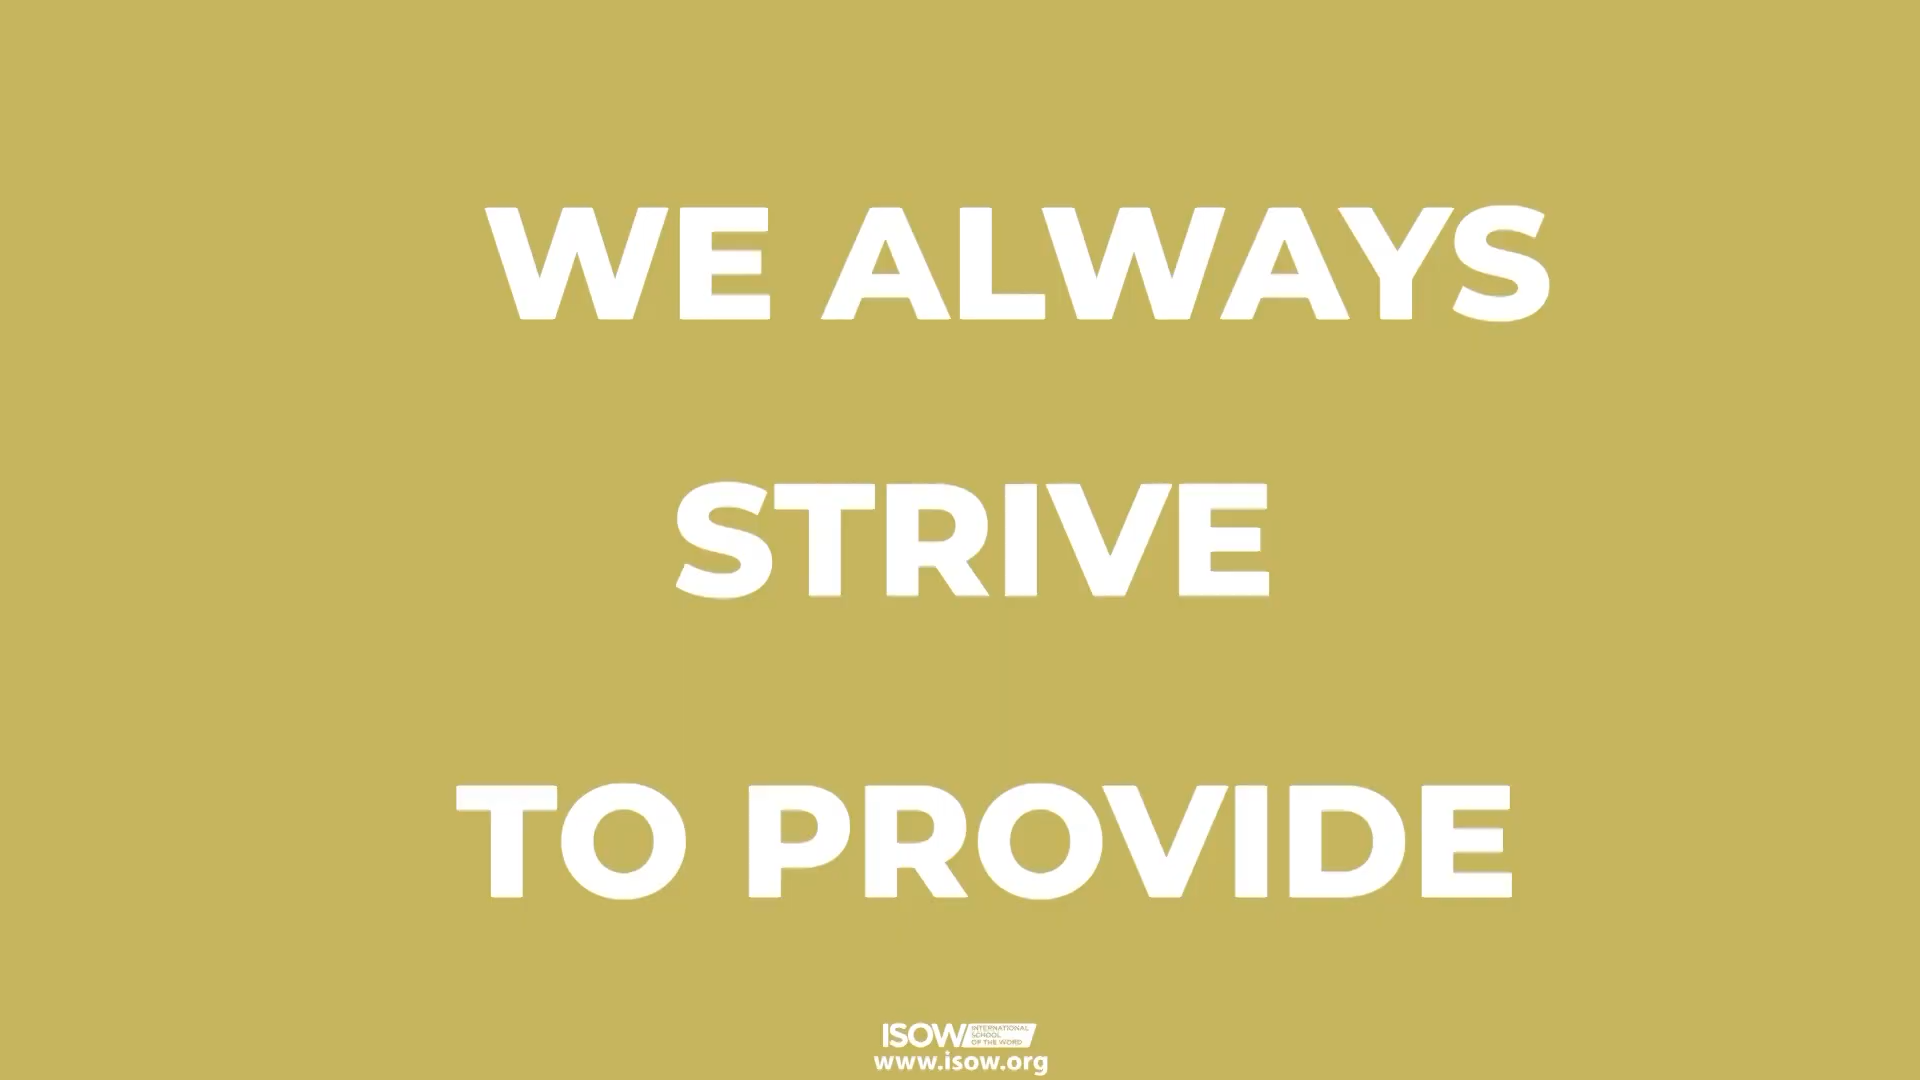 WE ALWAYS
STRIVE
TO PROVIDE
ISOW
INTERNATIONAL
SCHOOL
OF THE WORD
www.isow.org